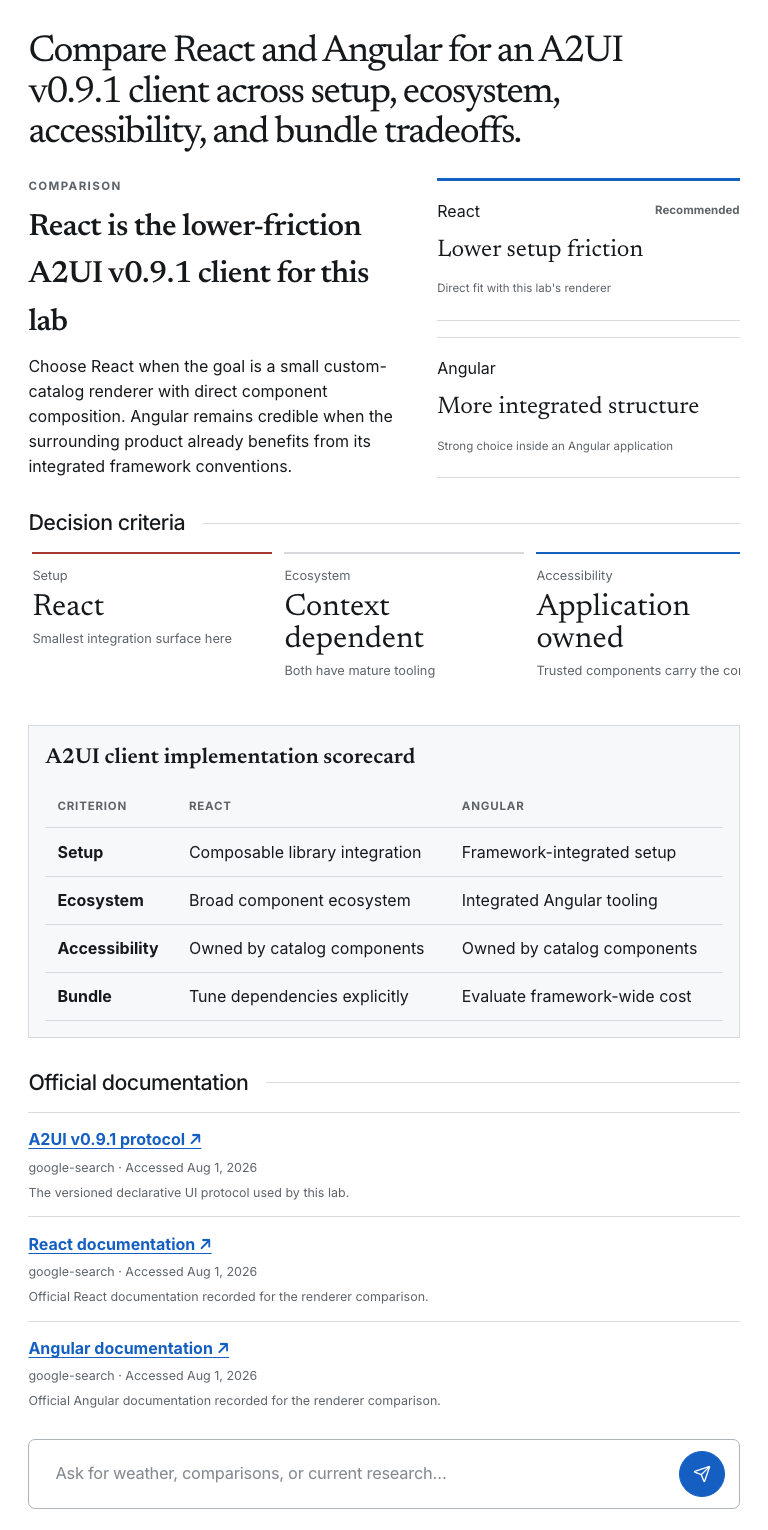 Compare React and Angular for an A2UI
v0.9.1 client across setup, ecosystem,
accessibility, and bundle tradeoffs.
COMPARISON
React is the lower-friction
A2UI v0.9.1 client for this
lab
Choose React when the goal is a small custom-
catalog renderer with direct component
composition. Angular remains credible when the
surrounding product already benefits from its
integrated framework conventions.
React Recommended
Lower setup friction
Direct fit with this lab's renderer
Angular
More integrated structure
Strong choice inside an Angular application
Decision criteria
Setup
React
Smallest integration surface here
Ecosystem
Context
dependent
Both have mature tooling
Accessibility
Application
owned
Trusted components carry the
A2UI client implementation scorecard
CRITERION REACT ANGULAR
Setup Composable library integration Framework-integrated setup
Ecosystem Broad component ecosystem Integrated Angular tooling
Accessibility Owned by catalog components Owned by catalog components
Bundle Tune dependencies explicitly Evaluate framework-wide cost
Official documentation
A2UI v0.9.1 protocol ↗
google-search · Accessed Aug 1, 2026
The versioned declarative UI protocol used by this lab.
React documentation ↗
google-search · Accessed Aug 1, 2026
Official React documentation recorded for the renderer comparison.
Angular documentation ↗
google-search · Accessed Aug 1, 2026
Official Angular documentation recorded for the renderer comparison.
Ask for weather, comparisons, or current research...